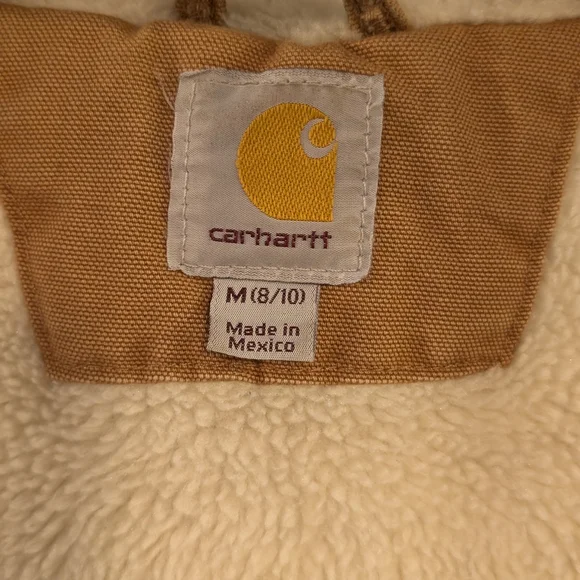 carhartt
M (8/10)
Made in
Mexico